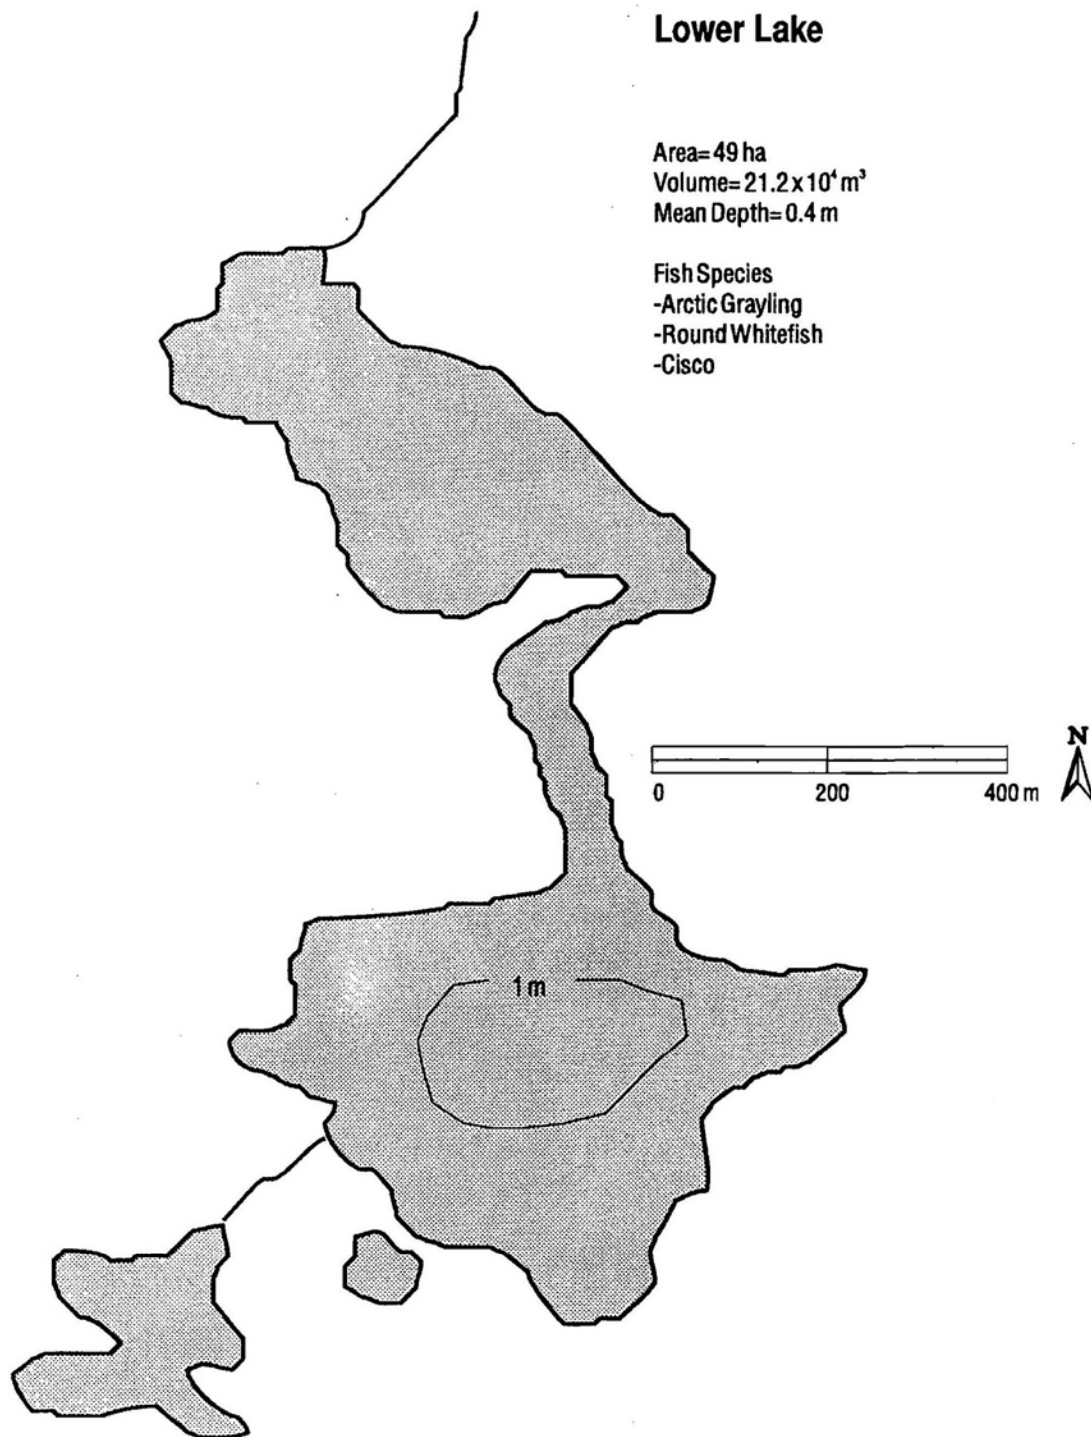 Lower Lake
Area= 49 ha
Volume= 21.2 x 10⁴ m³
Mean Depth= 0.4 m
Fish Species
-Arctic Grayling
-Round Whitefish
-Cisco
N
0 200 400 m
1 m